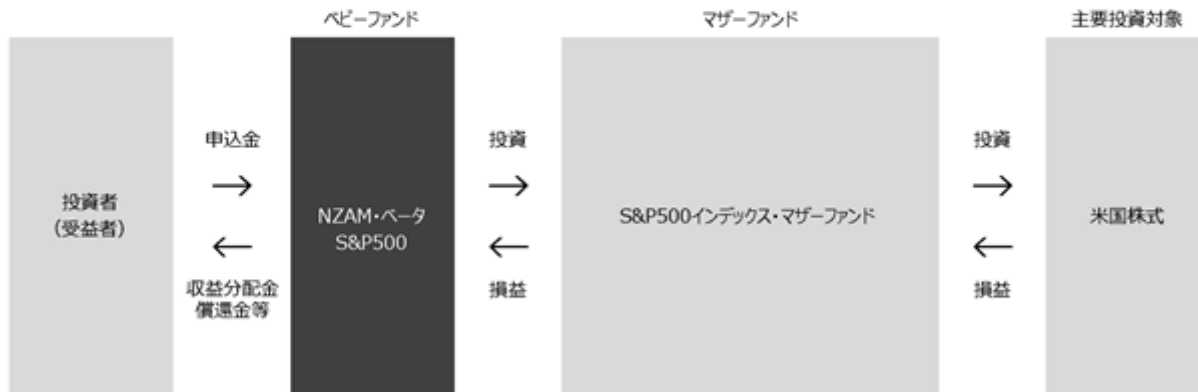 ベビーファンド
マザーファンド
主要投資対象
投資者
（受益者）
申込金
→
←
収益分配金
償還金等
NZAM・ベータ
S&P500
投資
→
←
損益
S&P500インデックス・マザーファンド
投資
→
←
損益
米国株式